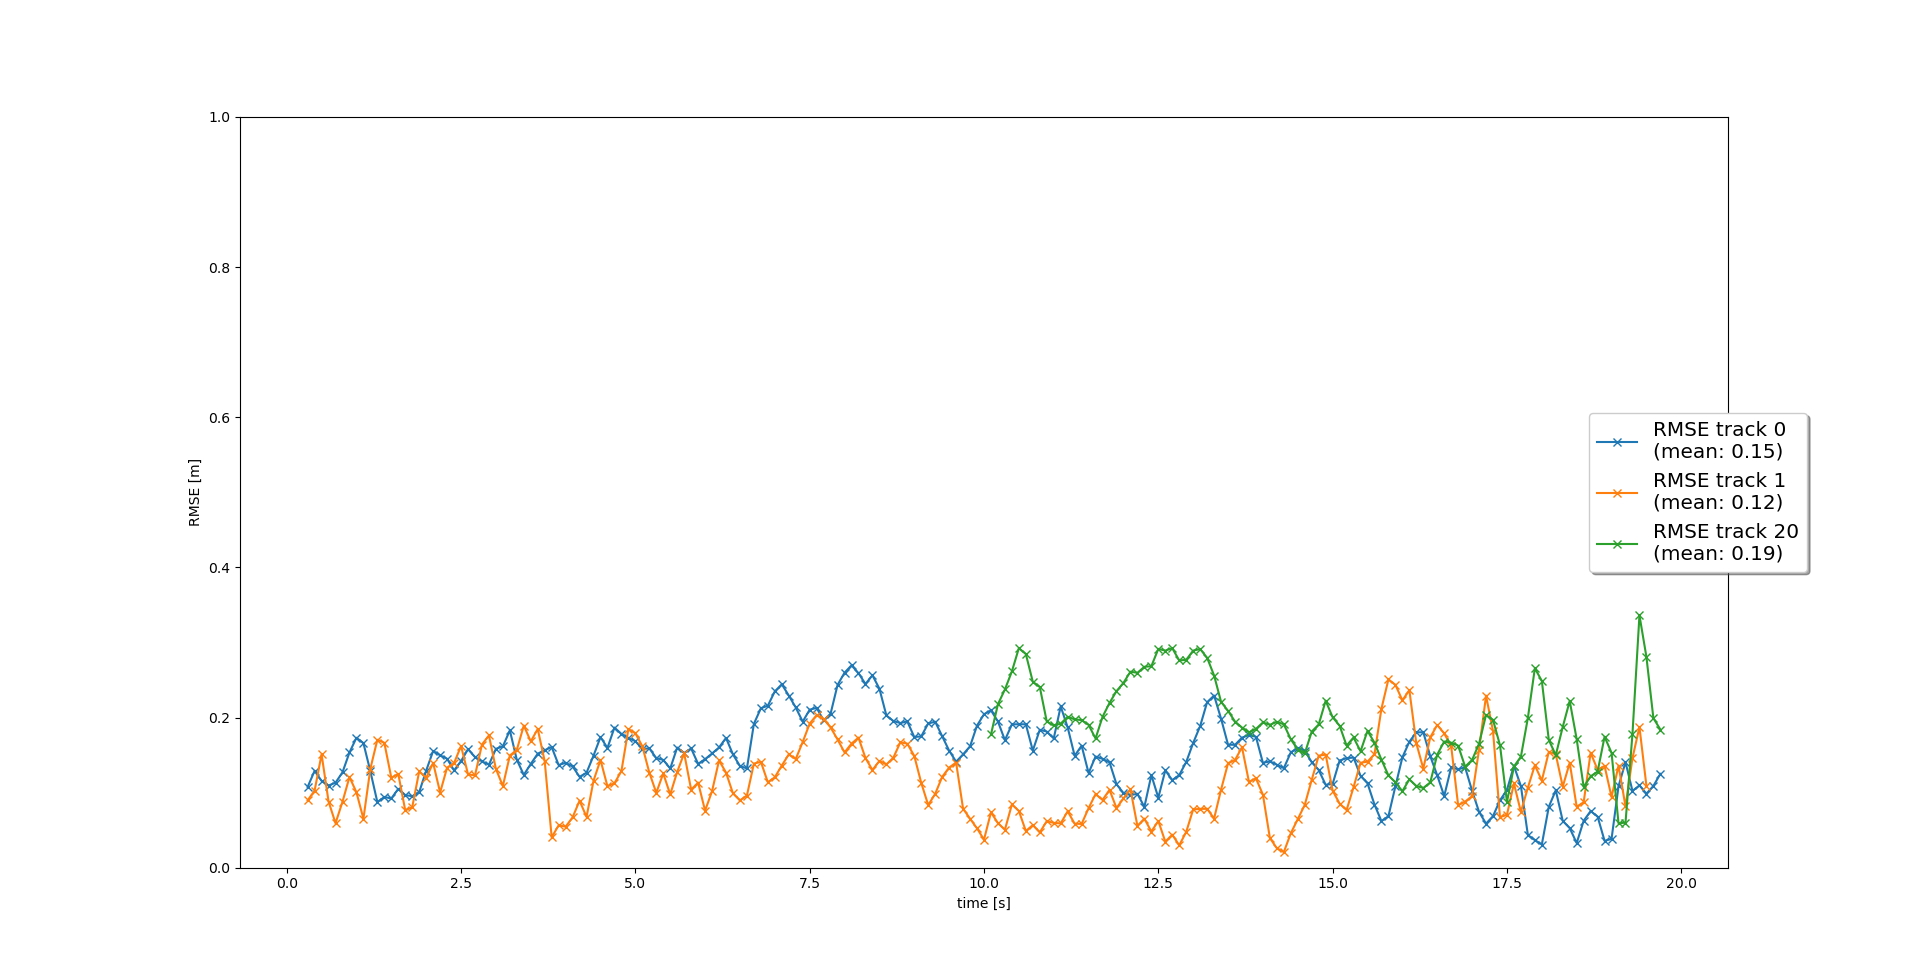 1.0
0.8
0.6
0.4
0.2
0.0
RMSE [m]
0.0 2.5 5.0 7.5 10.0 12.5 15.0 17.5 20.0
time [s]
RMSE track 0
(mean: 0.15)
RMSE track 1
(mean: 0.12)
RMSE track 20
(mean: 0.19)